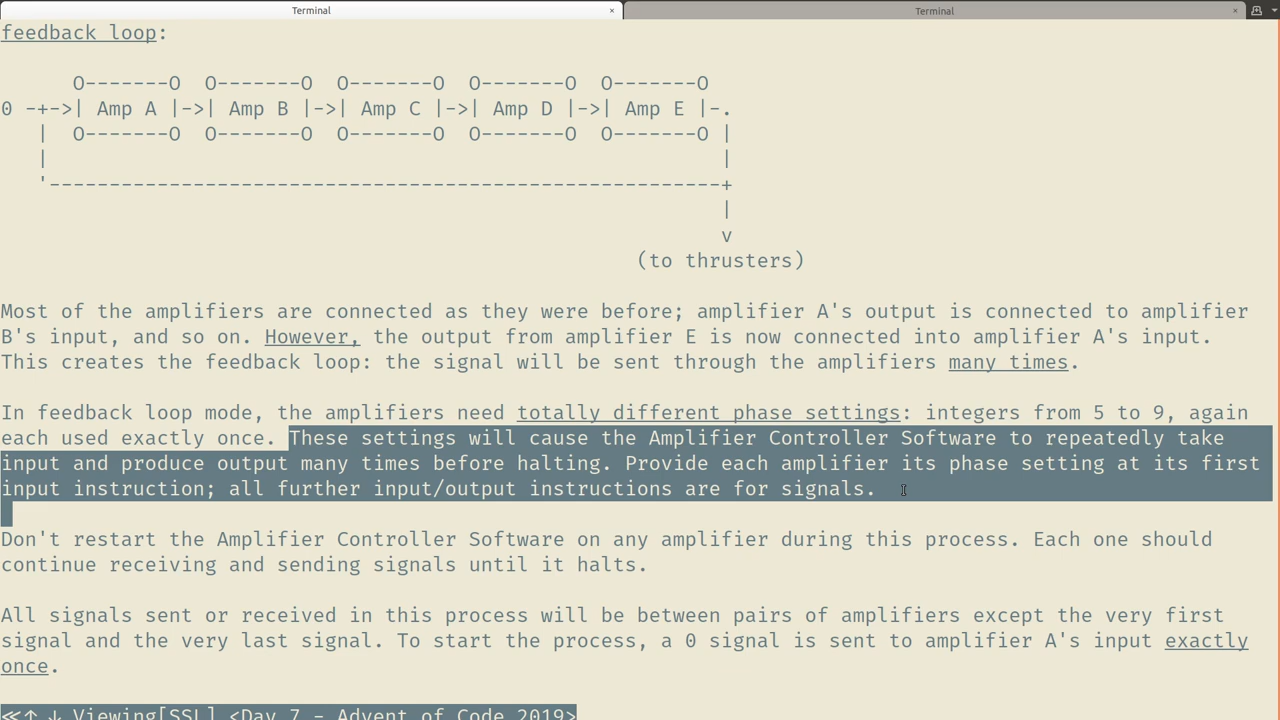 Terminal × Terminal ×
feedback loop:
O-------O O-------O O-------O O-------O O-------O
0 -+->| Amp A |->| Amp B |->| Amp C |->| Amp D |->| Amp E |-.
| O-------O O-------O O-------O O-------O O-------O |
| |
'--------------------------------------------------------+
|
v
(to thrusters)
Most of the amplifiers are connected as they were before; amplifier A's output is connected to amplifier
B's input, and so on. However, the output from amplifier E is now connected into amplifier A's input.
This creates the feedback loop: the signal will be sent through the amplifiers many times.
In feedback loop mode, the amplifiers need totally different phase settings: integers from 5 to 9, again
each used exactly once. These settings will cause the Amplifier Controller Software to repeatedly take
input and produce output many times before halting. Provide each amplifier its phase setting at its first
input instruction; all further input/output instructions are for signals.
Don't restart the Amplifier Controller Software on any amplifier during this process. Each one should
continue receiving and sending signals until it halts.
All signals sent or received in this process will be between pairs of amplifiers except the very first
signal and the very last signal. To start the process, a 0 signal is sent to amplifier A's input exactly
once.
≪↑ ↓ Viewing[SSL] <Day 7 - Advent of Code 2019>